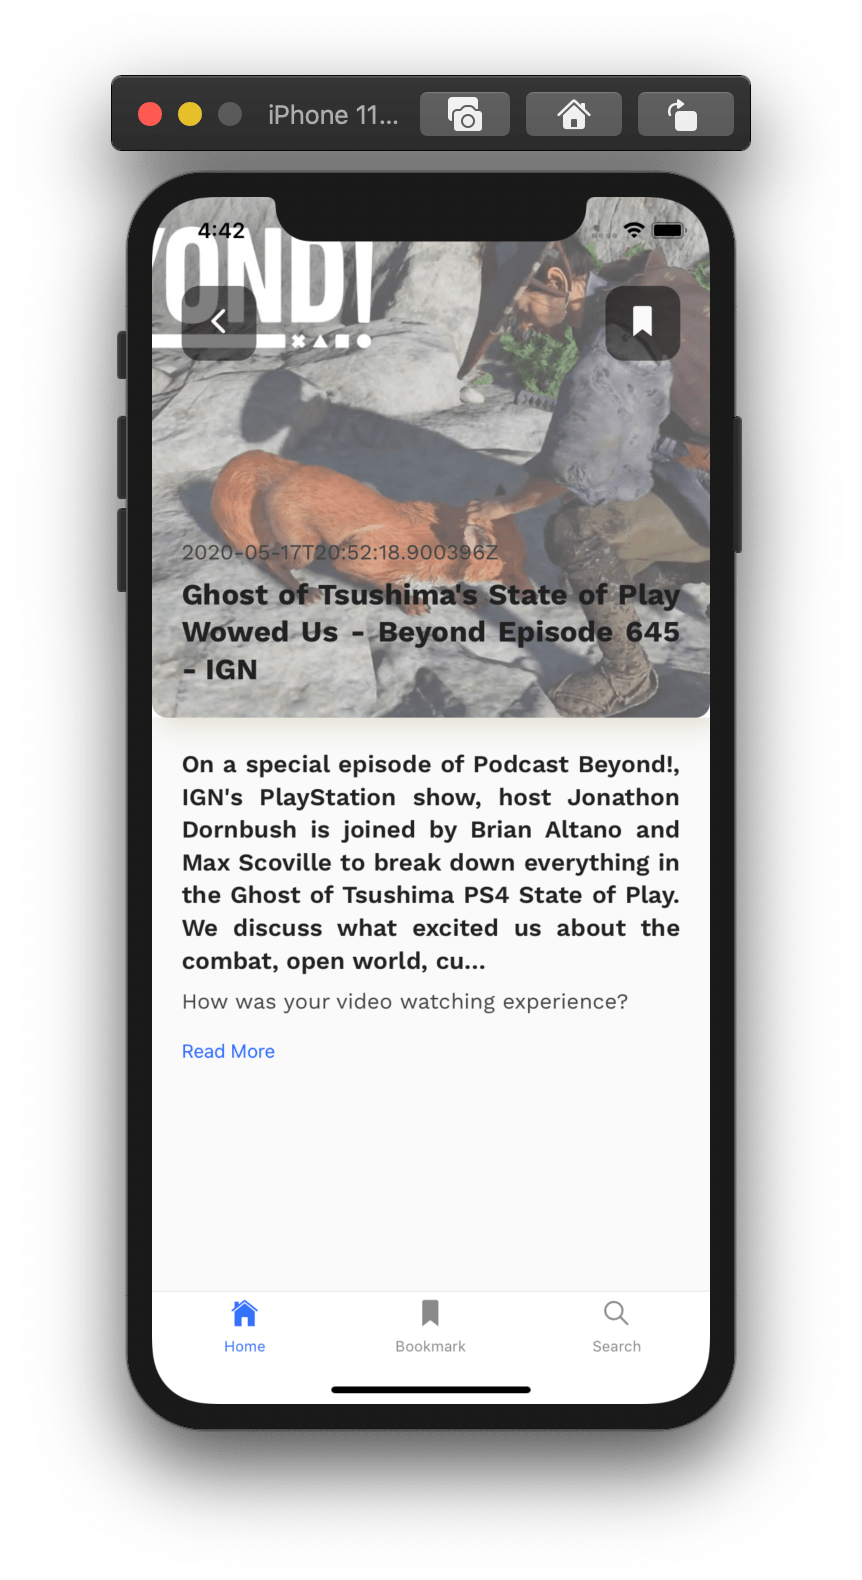 iPhone 11...
4:42
YOND!
2020-05-17T20:52:18.900396Z
Ghost of Tsushima's State of Play
Wowed Us - Beyond Episode 645
- IGN
On a special episode of Podcast Beyond!,
IGN's PlayStation show, host Jonathon
Dornbush is joined by Brian Altano and
Max Scoville to break down everything in
the Ghost of Tsushima PS4 State of Play.
We discuss what excited us about the
combat, open world, cu...
How was your video watching experience?
Read More
Home
Bookmark
Search